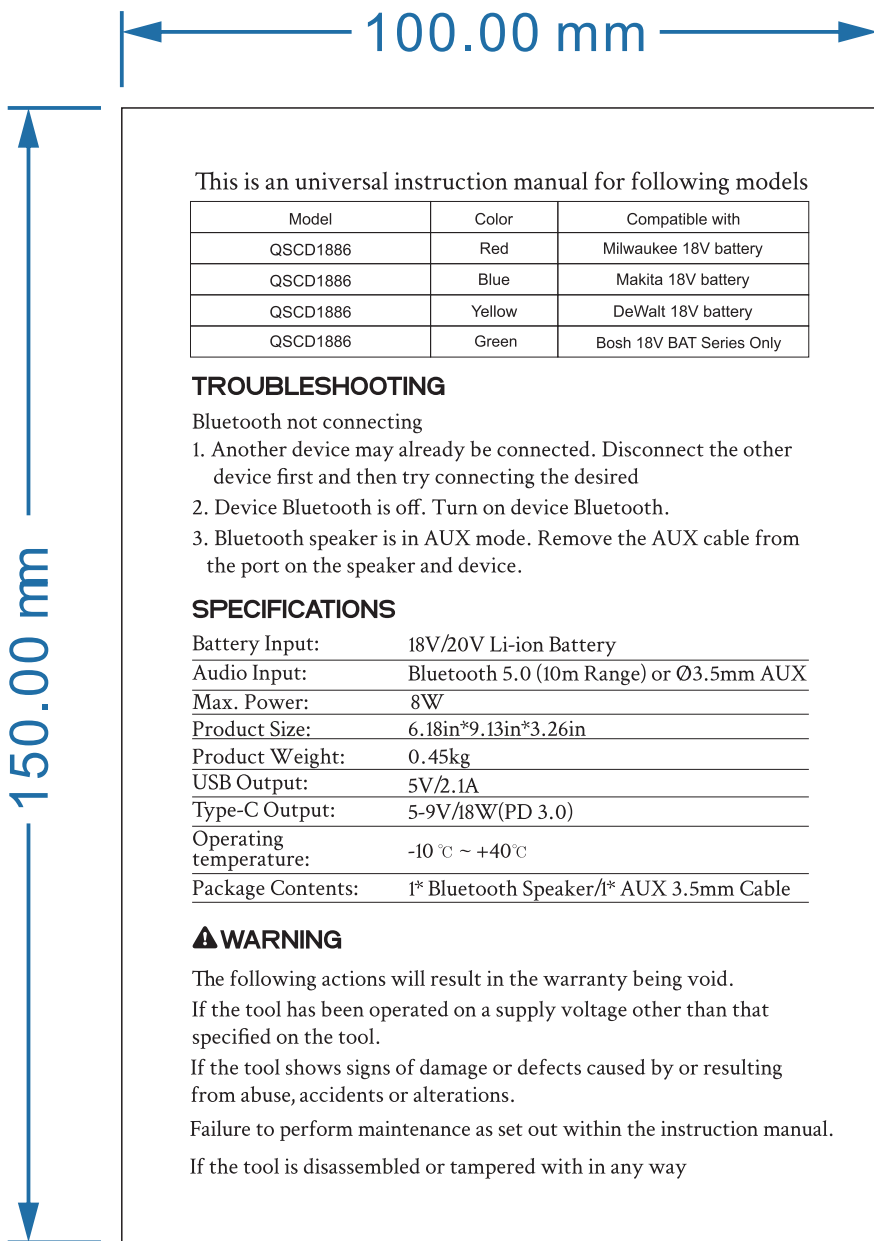 100.00 mm
150.00 mm
This is an universal instruction manual for following models
Model Color Compatible with
QSCD1886 Red Milwaukee 18V battery
QSCD1886 Blue Makita 18V battery
QSCD1886 Yellow DeWalt 18V battery
QSCD1886 Green Bosh 18V BAT Series Only
TROUBLESHOOTING
Bluetooth not connecting
1. Another device may already be connected. Disconnect the other
device first and then try connecting the desired
2. Device Bluetooth is off. Turn on device Bluetooth.
3. Bluetooth speaker is in AUX mode. Remove the AUX cable from
the port on the speaker and device.
SPECIFICATIONS
Battery Input: 18V/20V Li-ion Battery
Audio Input: Bluetooth 5.0 (10m Range) or Ø3.5mm AUX
Max. Power: 8W
Product Size: 6.18in*9.13in*3.26in
Product Weight: 0.45kg
USB Output: 5V/2.1A
Type-C Output: 5-9V/18W(PD 3.0)
Operating
temperature: -10 ℃ ~ +40℃
Package Contents: 1* Bluetooth Speaker/1* AUX 3.5mm Cable
WARNING
The following actions will result in the warranty being void.
If the tool has been operated on a supply voltage other than that
specified on the tool.
If the tool shows signs of damage or defects caused by or resulting
from abuse, accidents or alterations.
Failure to perform maintenance as set out within the instruction manual.
If the tool is disassembled or tampered with in any way